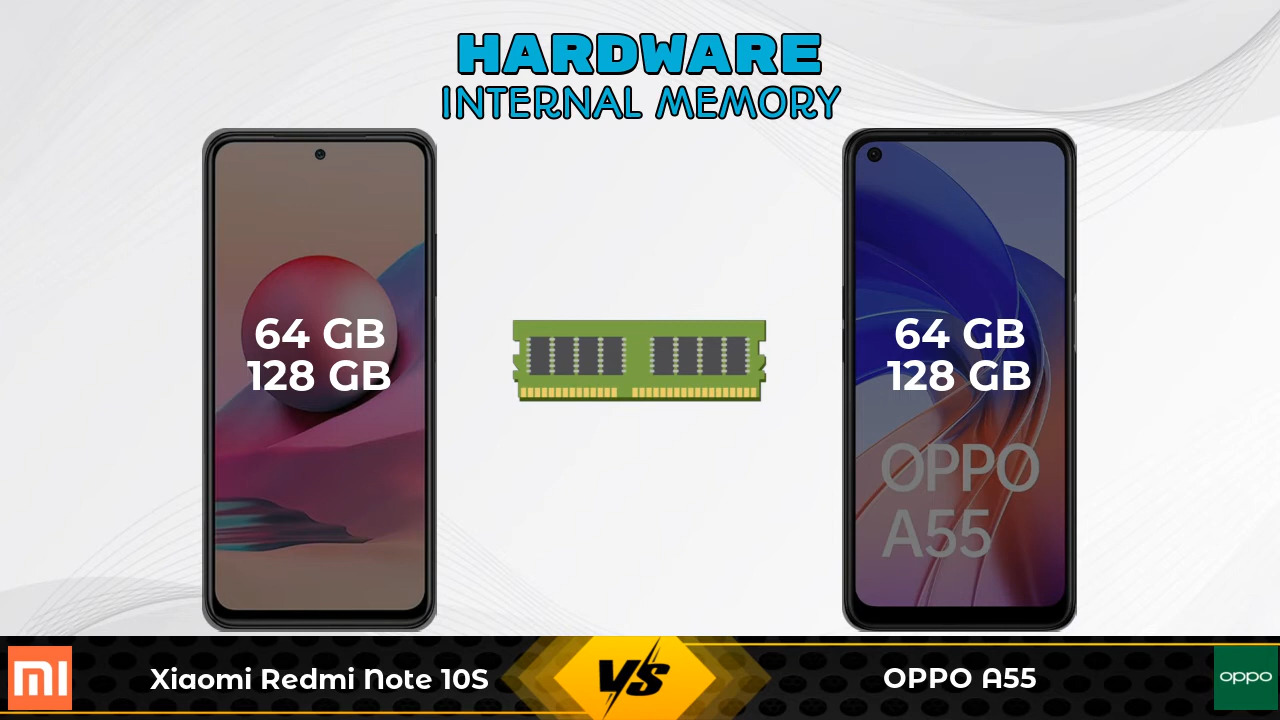 HARDWARE
INTERNAL MEMORY
64 GB
128 GB
64 GB
128 GB
OPPO
A55
MI
Xiaomi Redmi Note 10S
VS
OPPO A55
oppo